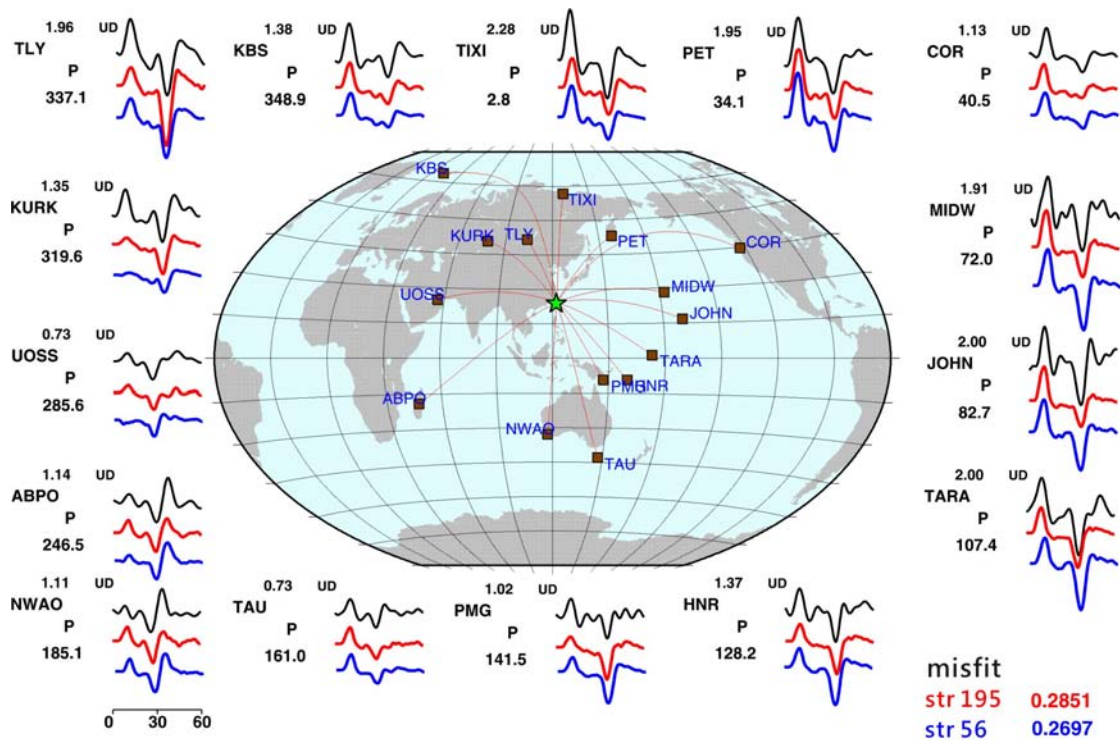 1.96 UD
TLY
P
337.1
1.38 UD
KBS
P
348.9
2.28 UD
TIXI
P
2.8
1.95 UD
PET
P
34.1
1.13 UD
COR
P
40.5
1.35 UD
KURK
P
319.6
0.73 UD
UOSS
P
285.6
1.14 UD
ABPO
P
246.5
KBS
TIXI
KURK
TLY
PET
COR
UOSS
MIDW
JOHN
TARA
PMG
HNR
ABPO
NWAO
TAU
1.91 UD
MIDW
P
72.0
2.00 UD
JOHN
P
82.7
2.00 UD
TARA
P
107.4
1.11 UD
NWAO
P
185.1
0.73 UD
TAU
P
161.0
1.02 UD
PMG
P
141.5
1.37 UD
HNR
P
128.2
0 30 60
misfit
str 195 0.2851
str 56 0.2697